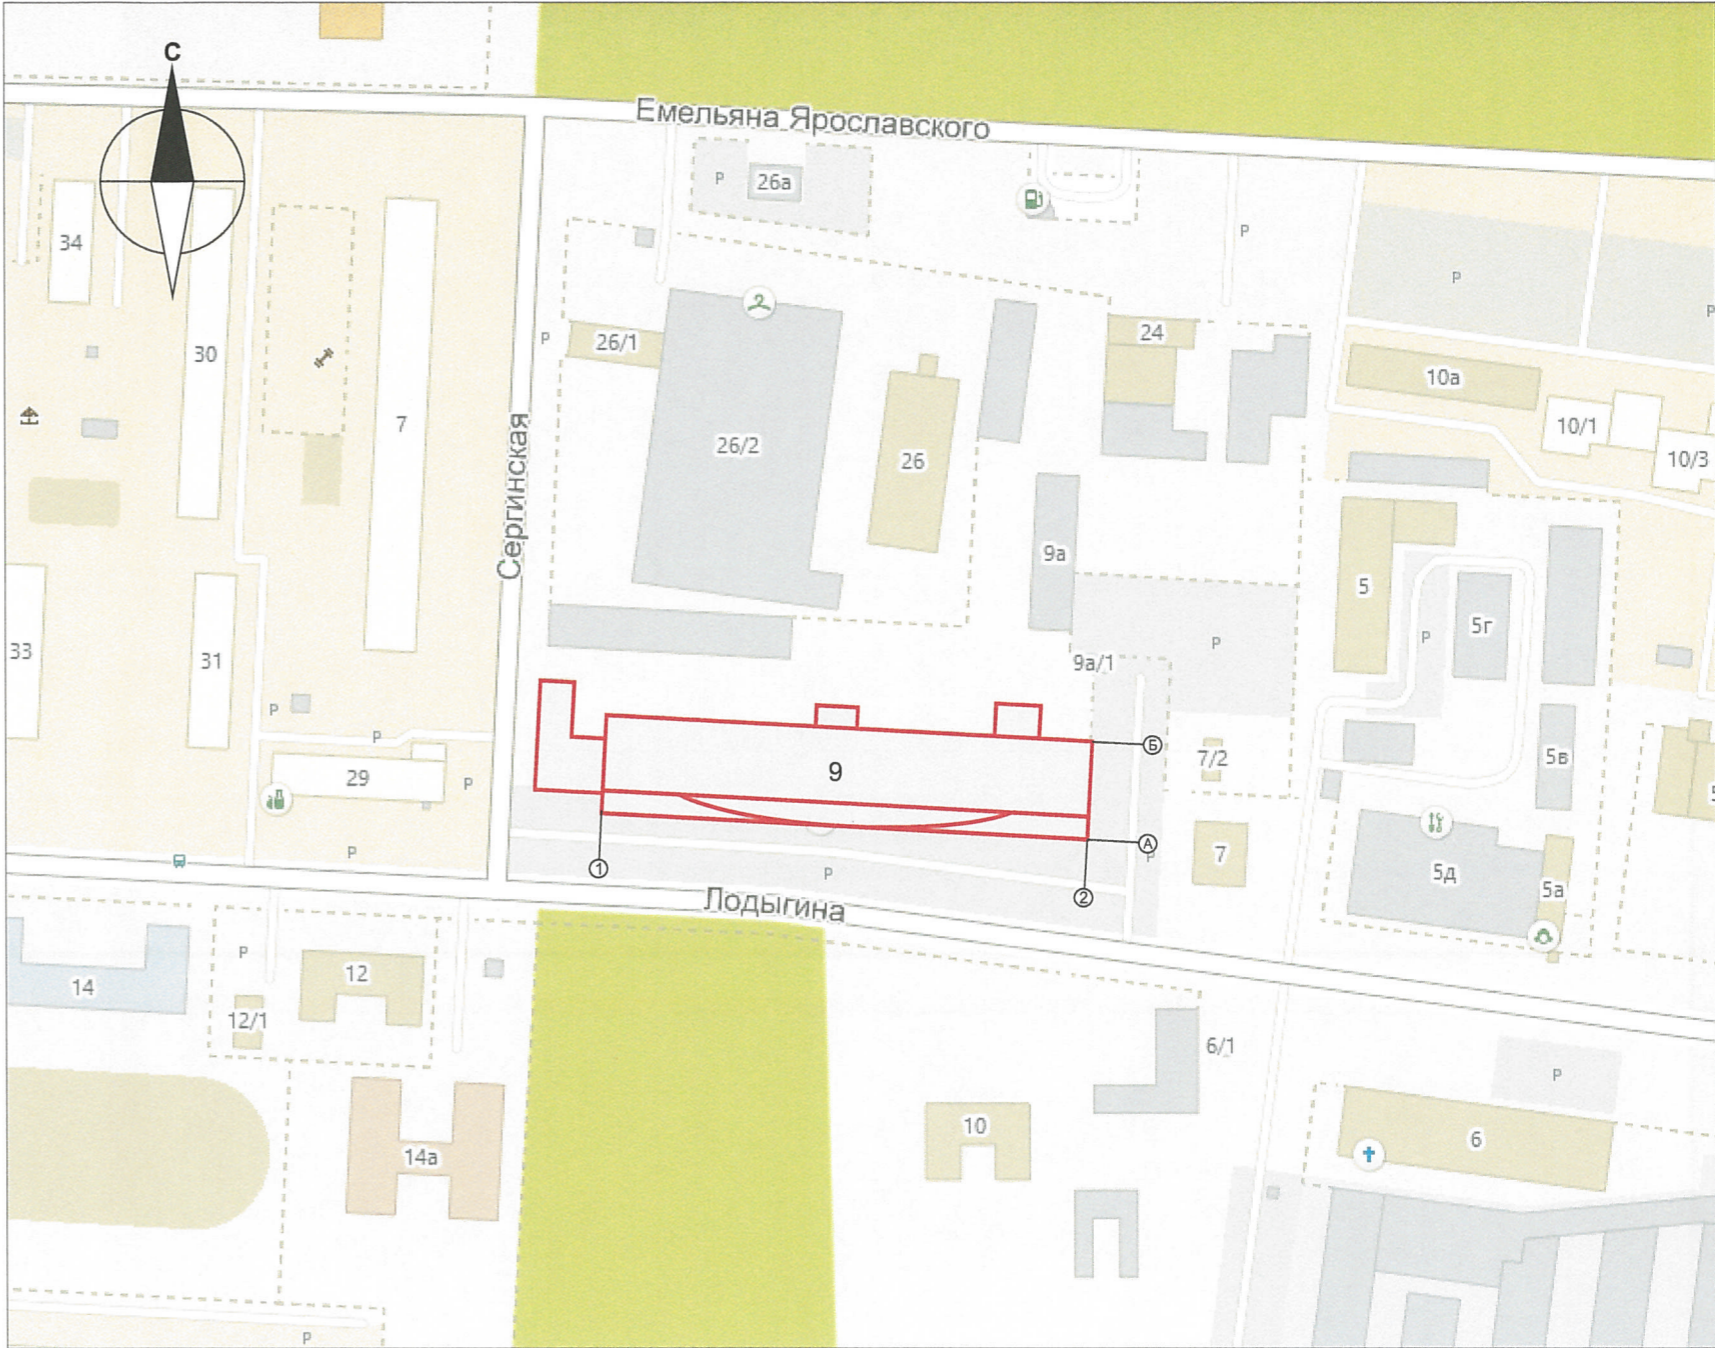 С
Емельяна Ярославского
26а
Р
34
Р
Р
Р
30
Р
26/1
24
10а
7
26/2
26
10/1
10/3
Сергинская
9а
5
5г
Р
Р
33
31
9а/1
Р
Р
Б
7/2
5в
9
29
Р
А
Р
7
Р
1
Р
5д
5а
2
Лодыгина
Р
12
14
12/1
6/1
Р
10
6
14а
Р